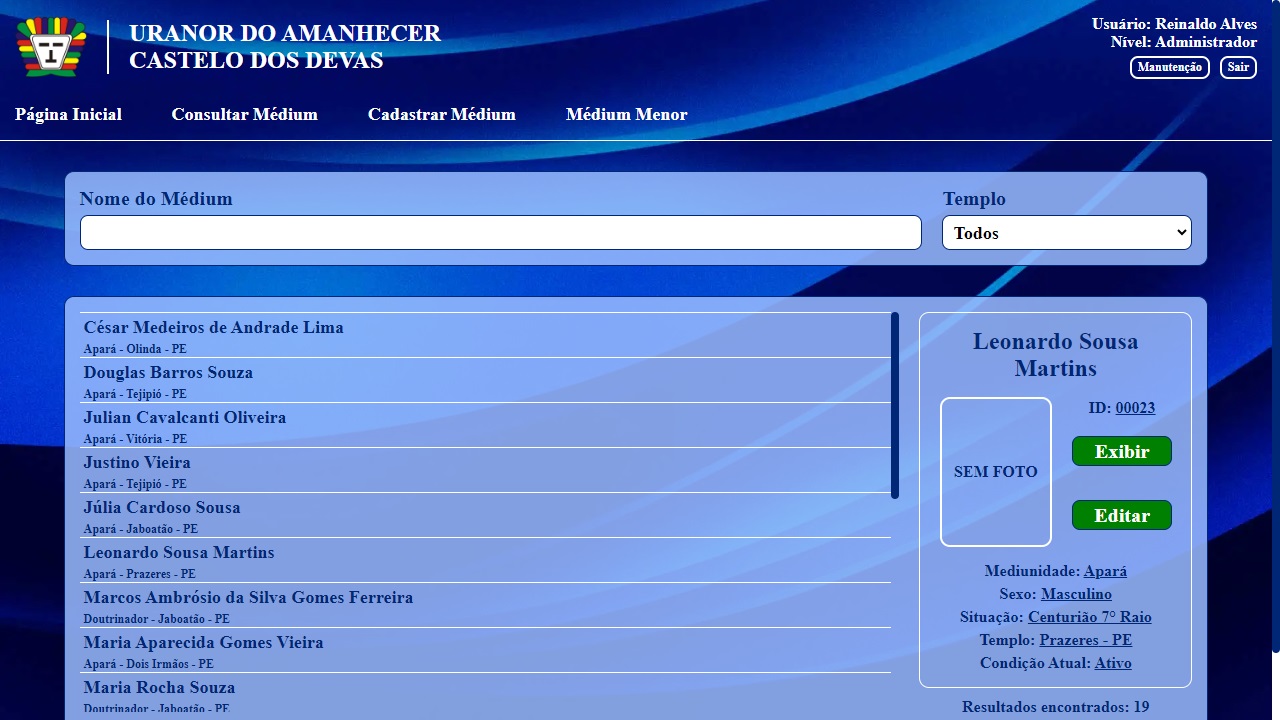 URANOR DO AMANHECER
CASTELO DOS DEVAS
Usuário: Reinaldo Alves
Nível: Administrador
Manutenção Sair
Página Inicial Consultar Médium Cadastrar Médium Médium Menor
Nome do Médium
Templo
Todos
César Medeiros de Andrade Lima
Apará - Olinda - PE
Douglas Barros Souza
Apará - Tejipió - PE
Julian Cavalcanti Oliveira
Apará - Vitória - PE
Justino Vieira
Apará - Tejipió - PE
Júlia Cardoso Sousa
Apará - Jaboatão - PE
Leonardo Sousa Martins
Apará - Prazeres - PE
Marcos Ambrósio da Silva Gomes Ferreira
Doutrinador - Jaboatão - PE
Maria Aparecida Gomes Vieira
Apará - Dois Irmãos - PE
Maria Rocha Souza
Doutrinador - Jaboatão - PE
Leonardo Sousa
Martins
SEM FOTO
ID: 00023
Exibir
Editar
Mediunidade: Apará
Sexo: Masculino
Situação: Centurião 7° Raio
Templo: Prazeres - PE
Condição Atual: Ativo
Resultados encontrados: 19